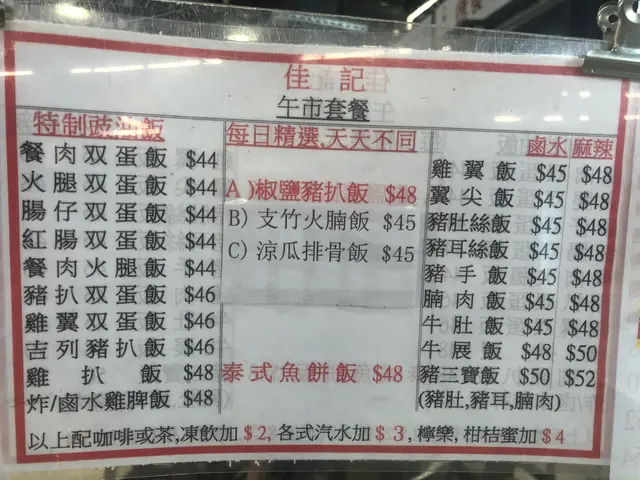 佳記
午市套餐
特制豉油飯
餐肉双蛋飯 $44
火腿双蛋飯 $44
腸仔双蛋飯 $44
紅腸双蛋飯 $44
餐肉火腿飯 $44
豬扒双蛋飯 $46
雞翼双蛋飯 $46
吉列豬扒飯 $46
雞扒飯 $48
炸/鹵水雞脾飯 $48
每日精選,天天不同
A)椒鹽豬扒飯 $48
B) 支竹火腩飯 $45
C) 涼瓜排骨飯 $45
泰式魚餅飯 $48
鹵水 麻辣
雞翼飯 $45 $48
翼尖飯 $45 $48
豬肚絲飯 $45 $48
豬耳絲飯 $45 $48
豬手飯 $45 $48
腩肉飯 $45 $48
牛肚飯 $45 $48
牛展飯 $48 $50
豬三寶飯 $50 $52
(豬肚,豬耳,腩肉)
以上配咖啡或茶,凍飲加$2,各式汽水加$3,檸樂,柑桔蜜加$4